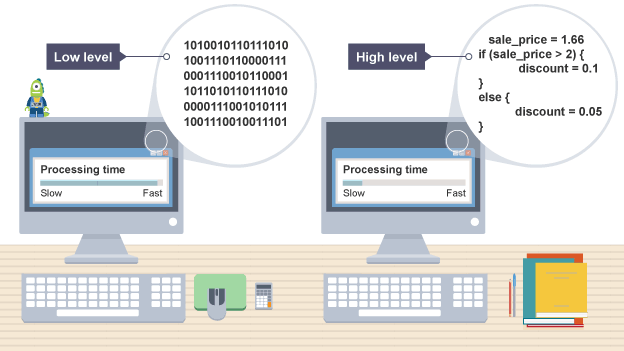 Low level
1010010110111010
1001110110000111
0001110010110001
1011010110111010
0000111001010111
1001110010011101
Processing time
Slow Fast
High level
sale_price = 1.66
if (sale_price > 2) {
discount = 0.1
}
else {
discount = 0.05
}
Processing time
Slow Fast